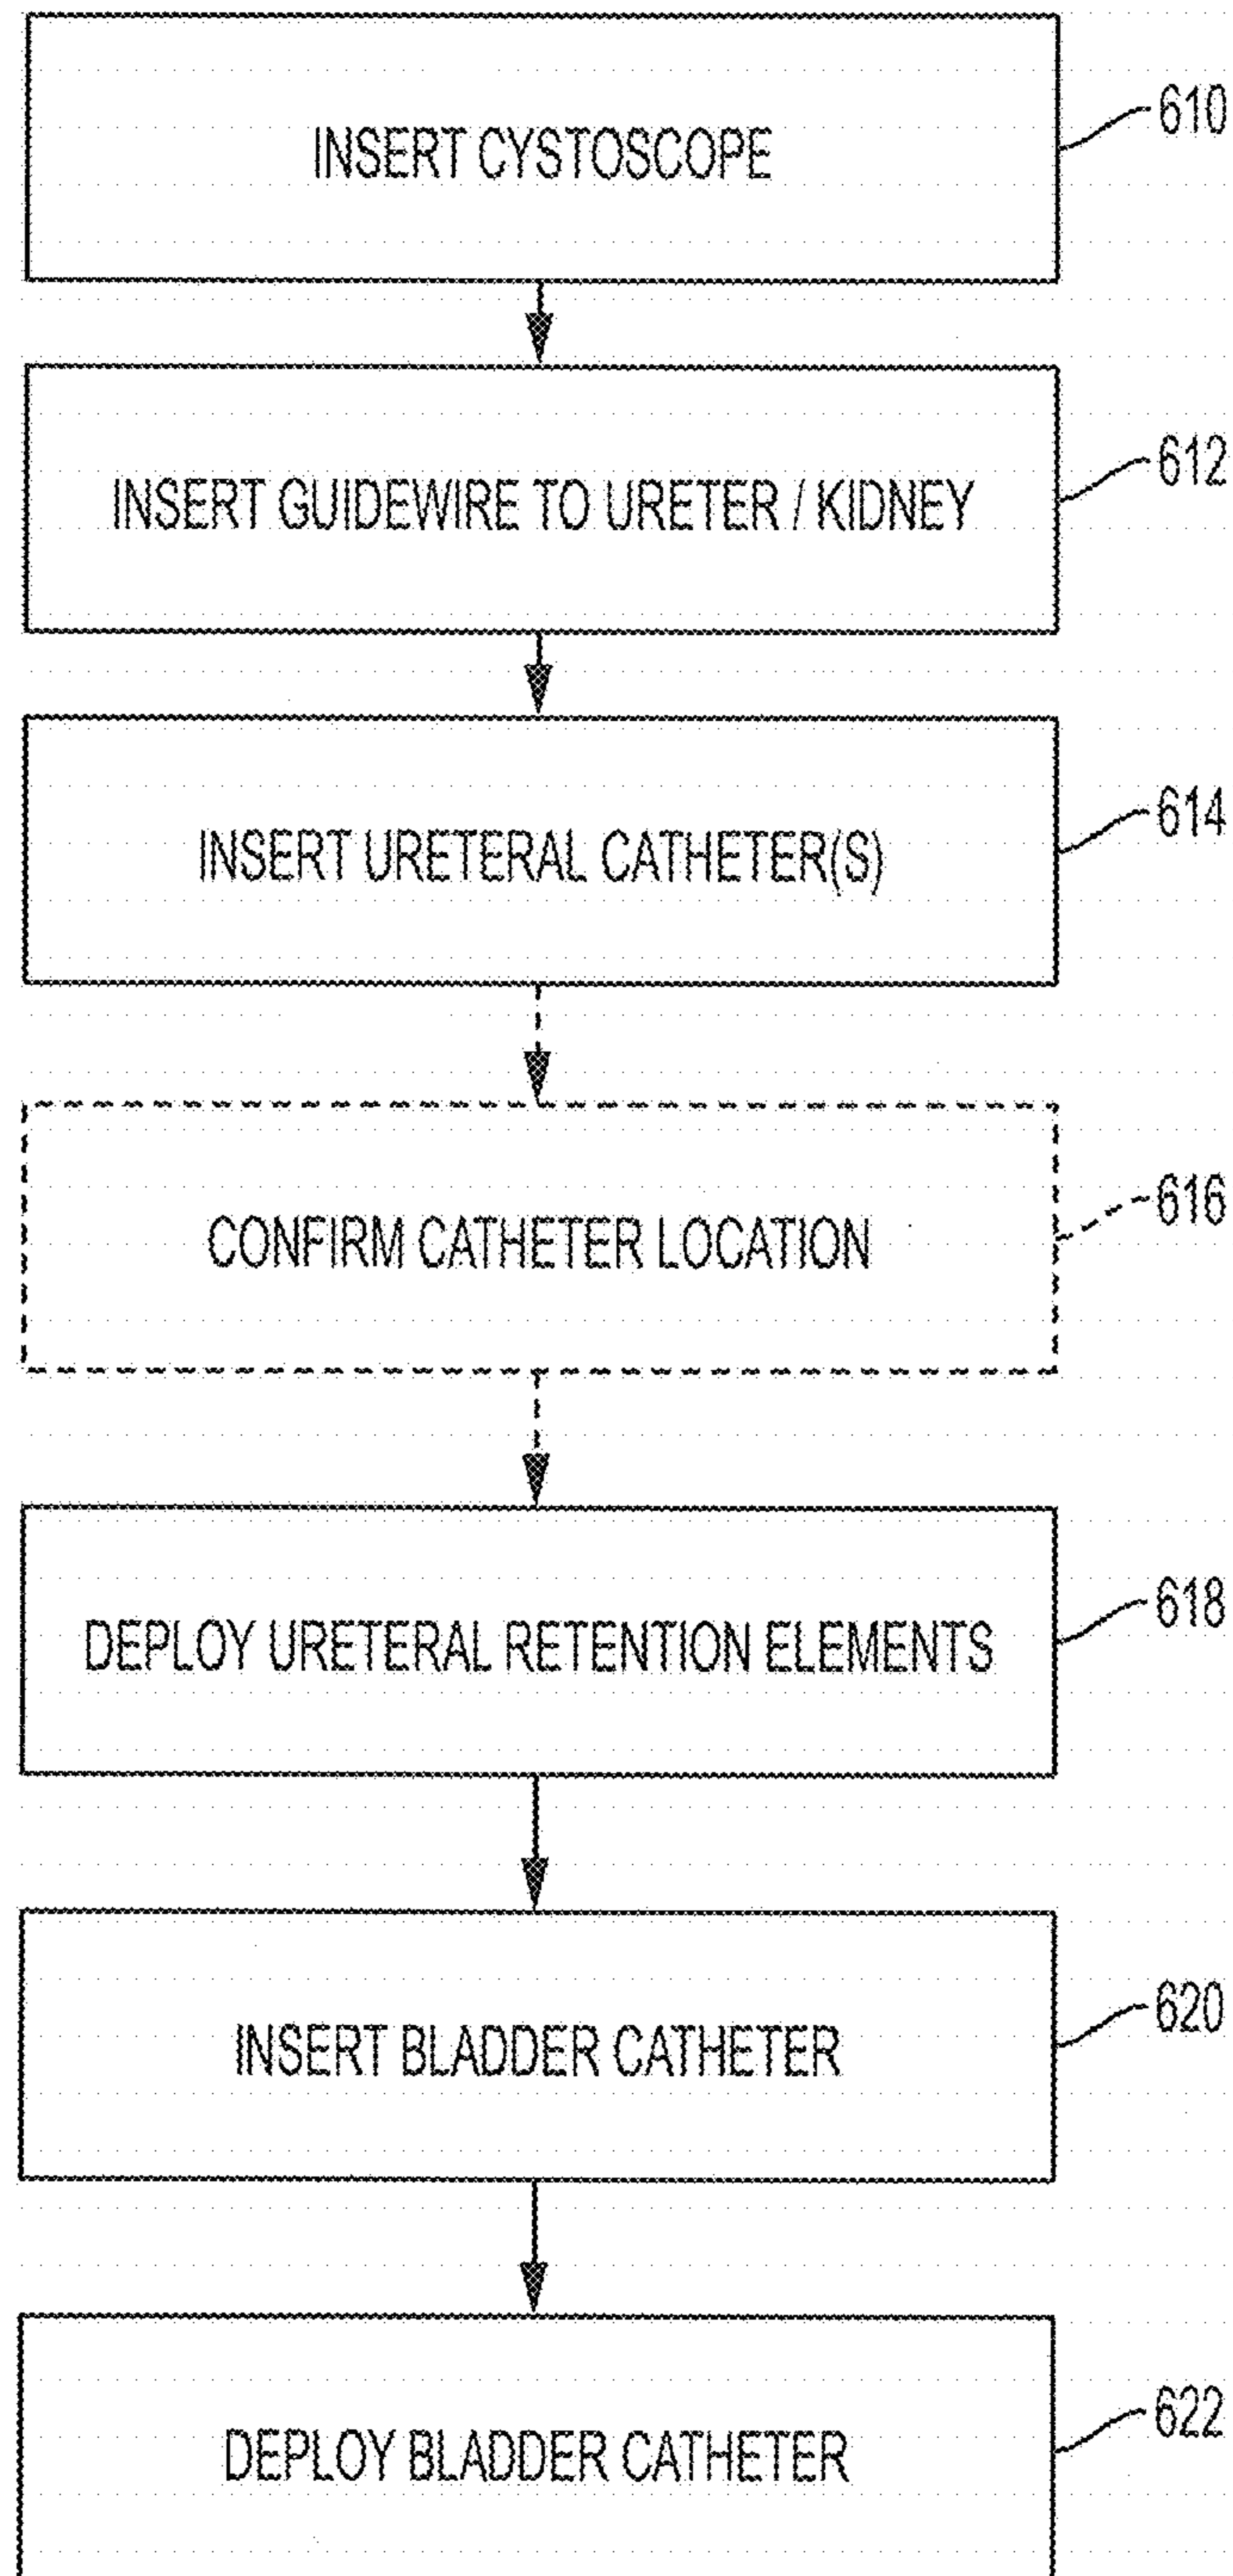 INSERT CYSTOSCOPE
610
INSERT GUIDEWIRE TO URETER / KIDNEY
612
INSERT URETERAL CATHETER(S)
614
CONFIRM CATHETER LOCATION
616
DEPLOY URETERAL RETENTION ELEMENTS
618
INSERT BLADDER CATHETER
620
DEPLOY BLADDER CATHETER
622